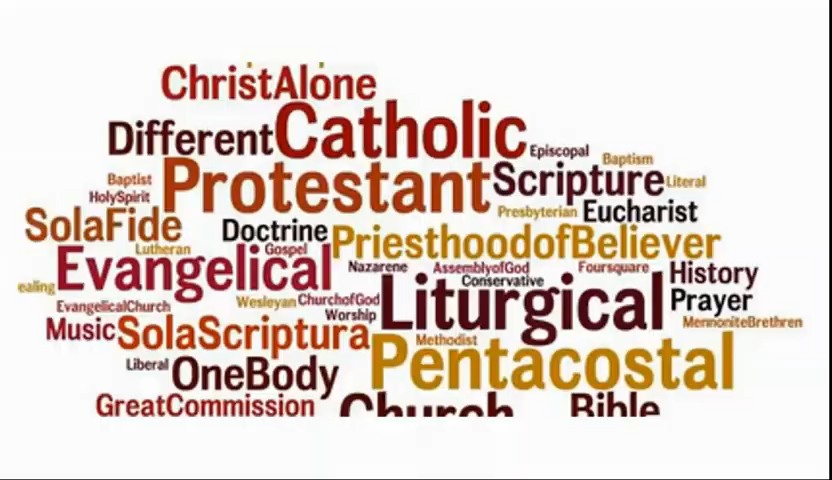 ChristAlone
Different Catholic Episcopal Baptism
Baptist Protestant Scripture Literal
HolySpirit
SolaFide Doctrine Presbyterian Eucharist
Lutheran Gospel PriesthoodofBeliever
Evangelical Nazarene AssemblyofGod Foursquare History
ealing Conservative
EvangelicalChurch Wesleyan ChurchofGod Liturgical Prayer
Worship MennoniteBrethren
Music SolaScriptura Methodist
Liberal OneBody Pentacostal
GreatCommission Church Bible